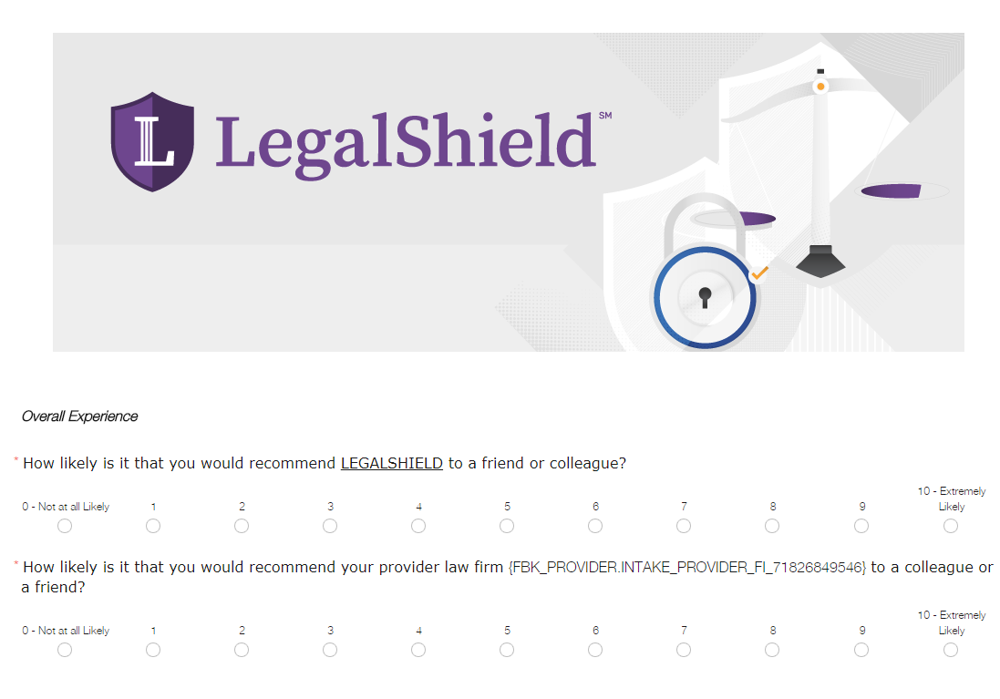 L LegalShield SM
Overall Experience
* How likely is it that you would recommend LEGALSHIELD to a friend or colleague?
0 - Not at all Likely 1 2 3 4 5 6 7 8 9 10 - Extremely Likely
* How likely is it that you would recommend your provider law firm {FBK_PROVIDER.INTAKE_PROVIDER_FI_71826849546} to a colleague or
a friend?
0 - Not at all Likely 1 2 3 4 5 6 7 8 9 10 - Extremely Likely